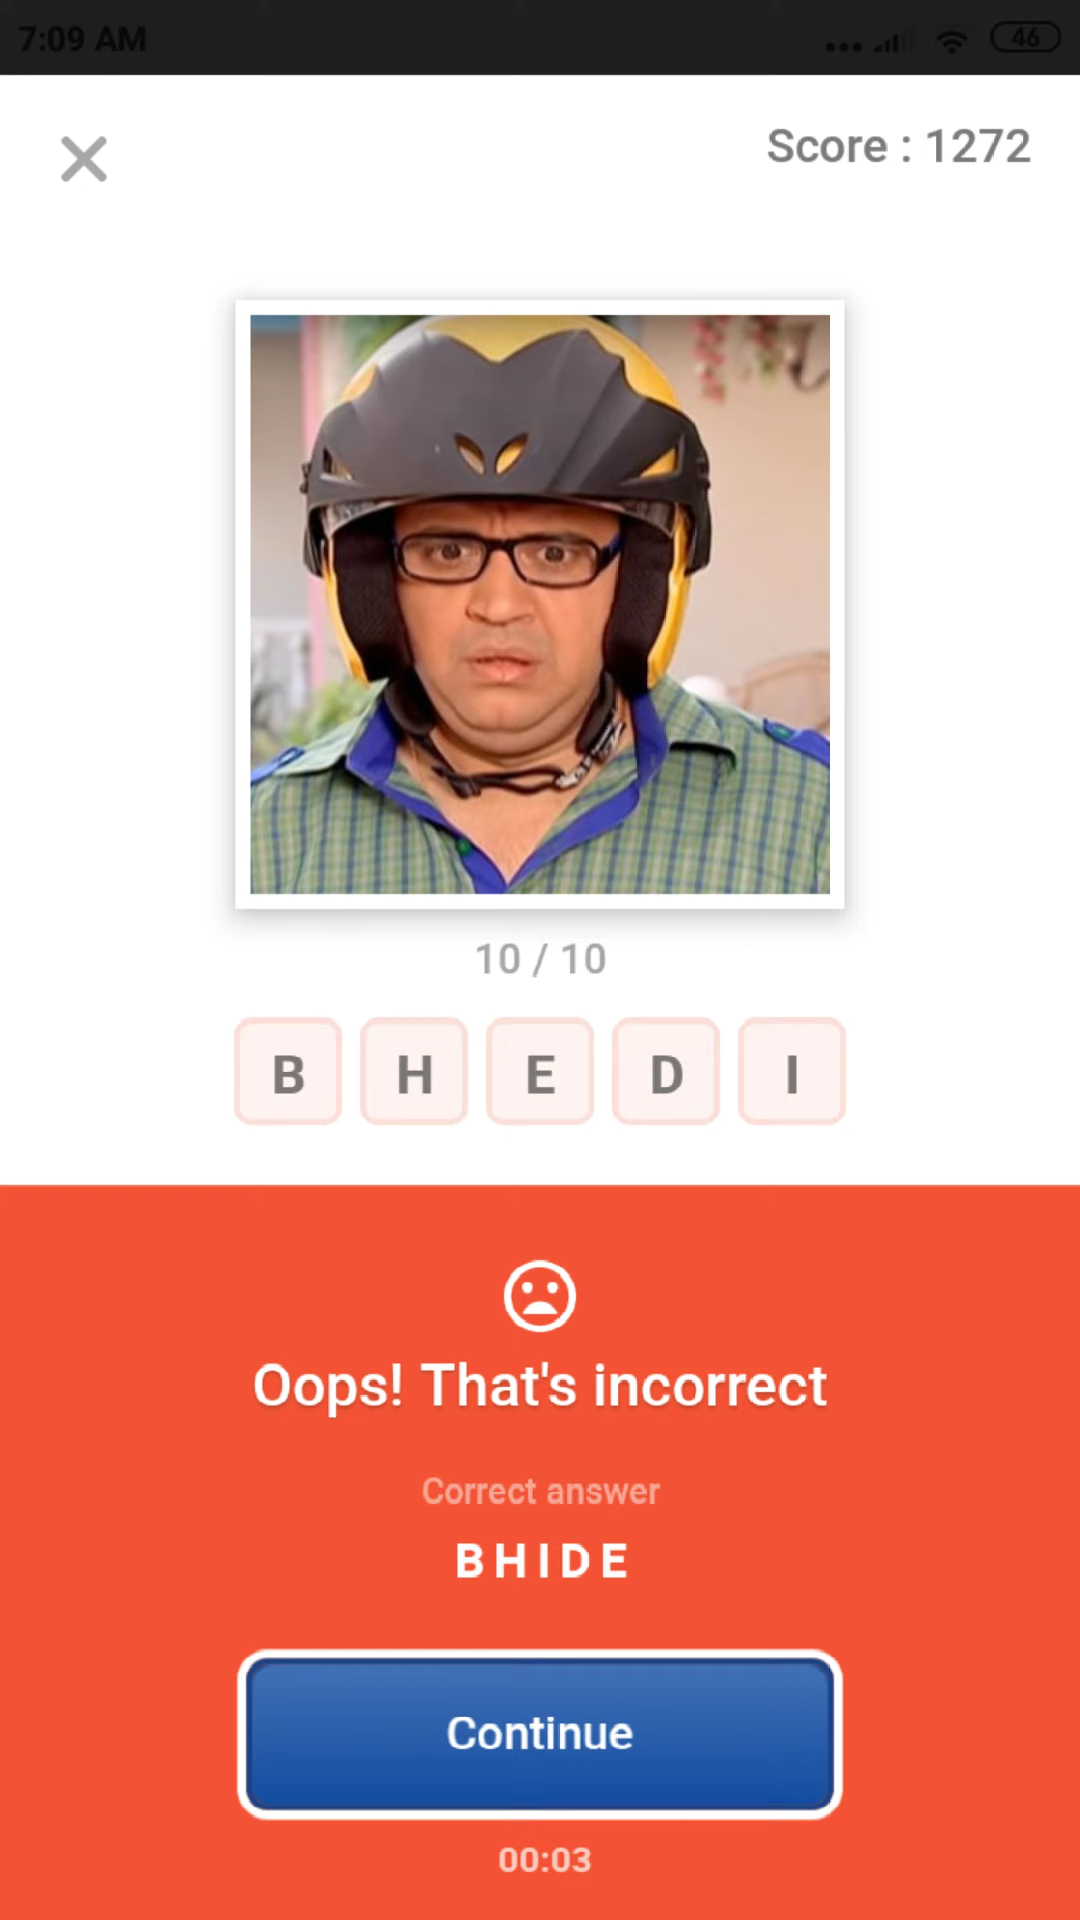 7:09 AM
46
Score : 1272
10 / 10
B H E D I
Oops! That's incorrect
Correct answer
BHIDE
Continue
00:03